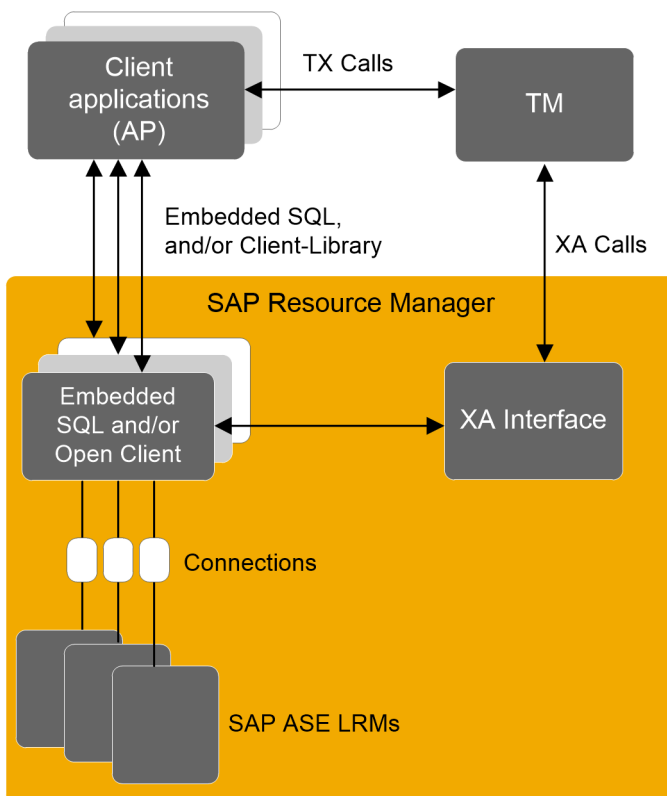 Client
applications
(AP)
TX Calls
TM
Embedded SQL,
and/or Client-Library
XA Calls
SAP Resource Manager
Embedded
SQL and/or
Open Client
XA Interface
Connections
SAP ASE LRMs